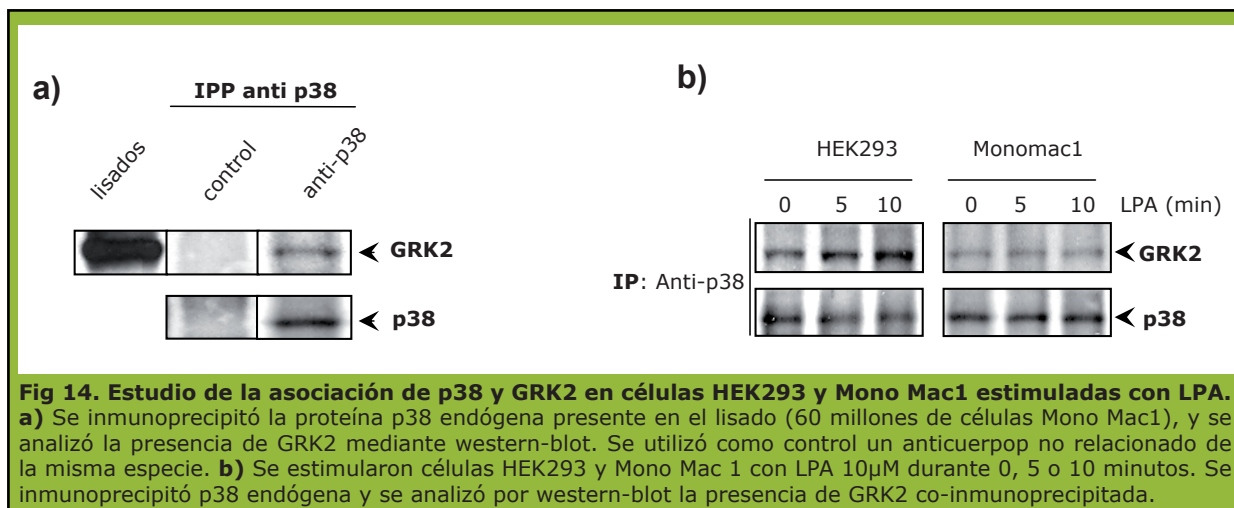 a)
IPP anti p38
lisados
control
anti-p38
GRK2
p38
b)
HEK293 Monomac1
0 5 10 0 5 10 LPA (min)
GRK2
IP: Anti-p38
p38
Fig 14. Estudio de la asociación de p38 y GRK2 en células HEK293 y Mono Mac1 estimuladas con LPA.
a) Se inmunoprecipitó la proteína p38 endógena presente en el lisado (60 millones de células Mono Mac1), y se
analizó la presencia de GRK2 mediante western-blot. Se utilizó como control un anticuerpop no relacionado de
la misma especie. b) Se estimularon células HEK293 y Mono Mac 1 con LPA 10µM durante 0, 5 o 10 minutos. Se
inmunoprecipitó p38 endógena y se analizó por western-blot la presencia de GRK2 co-inmunoprecipitada.